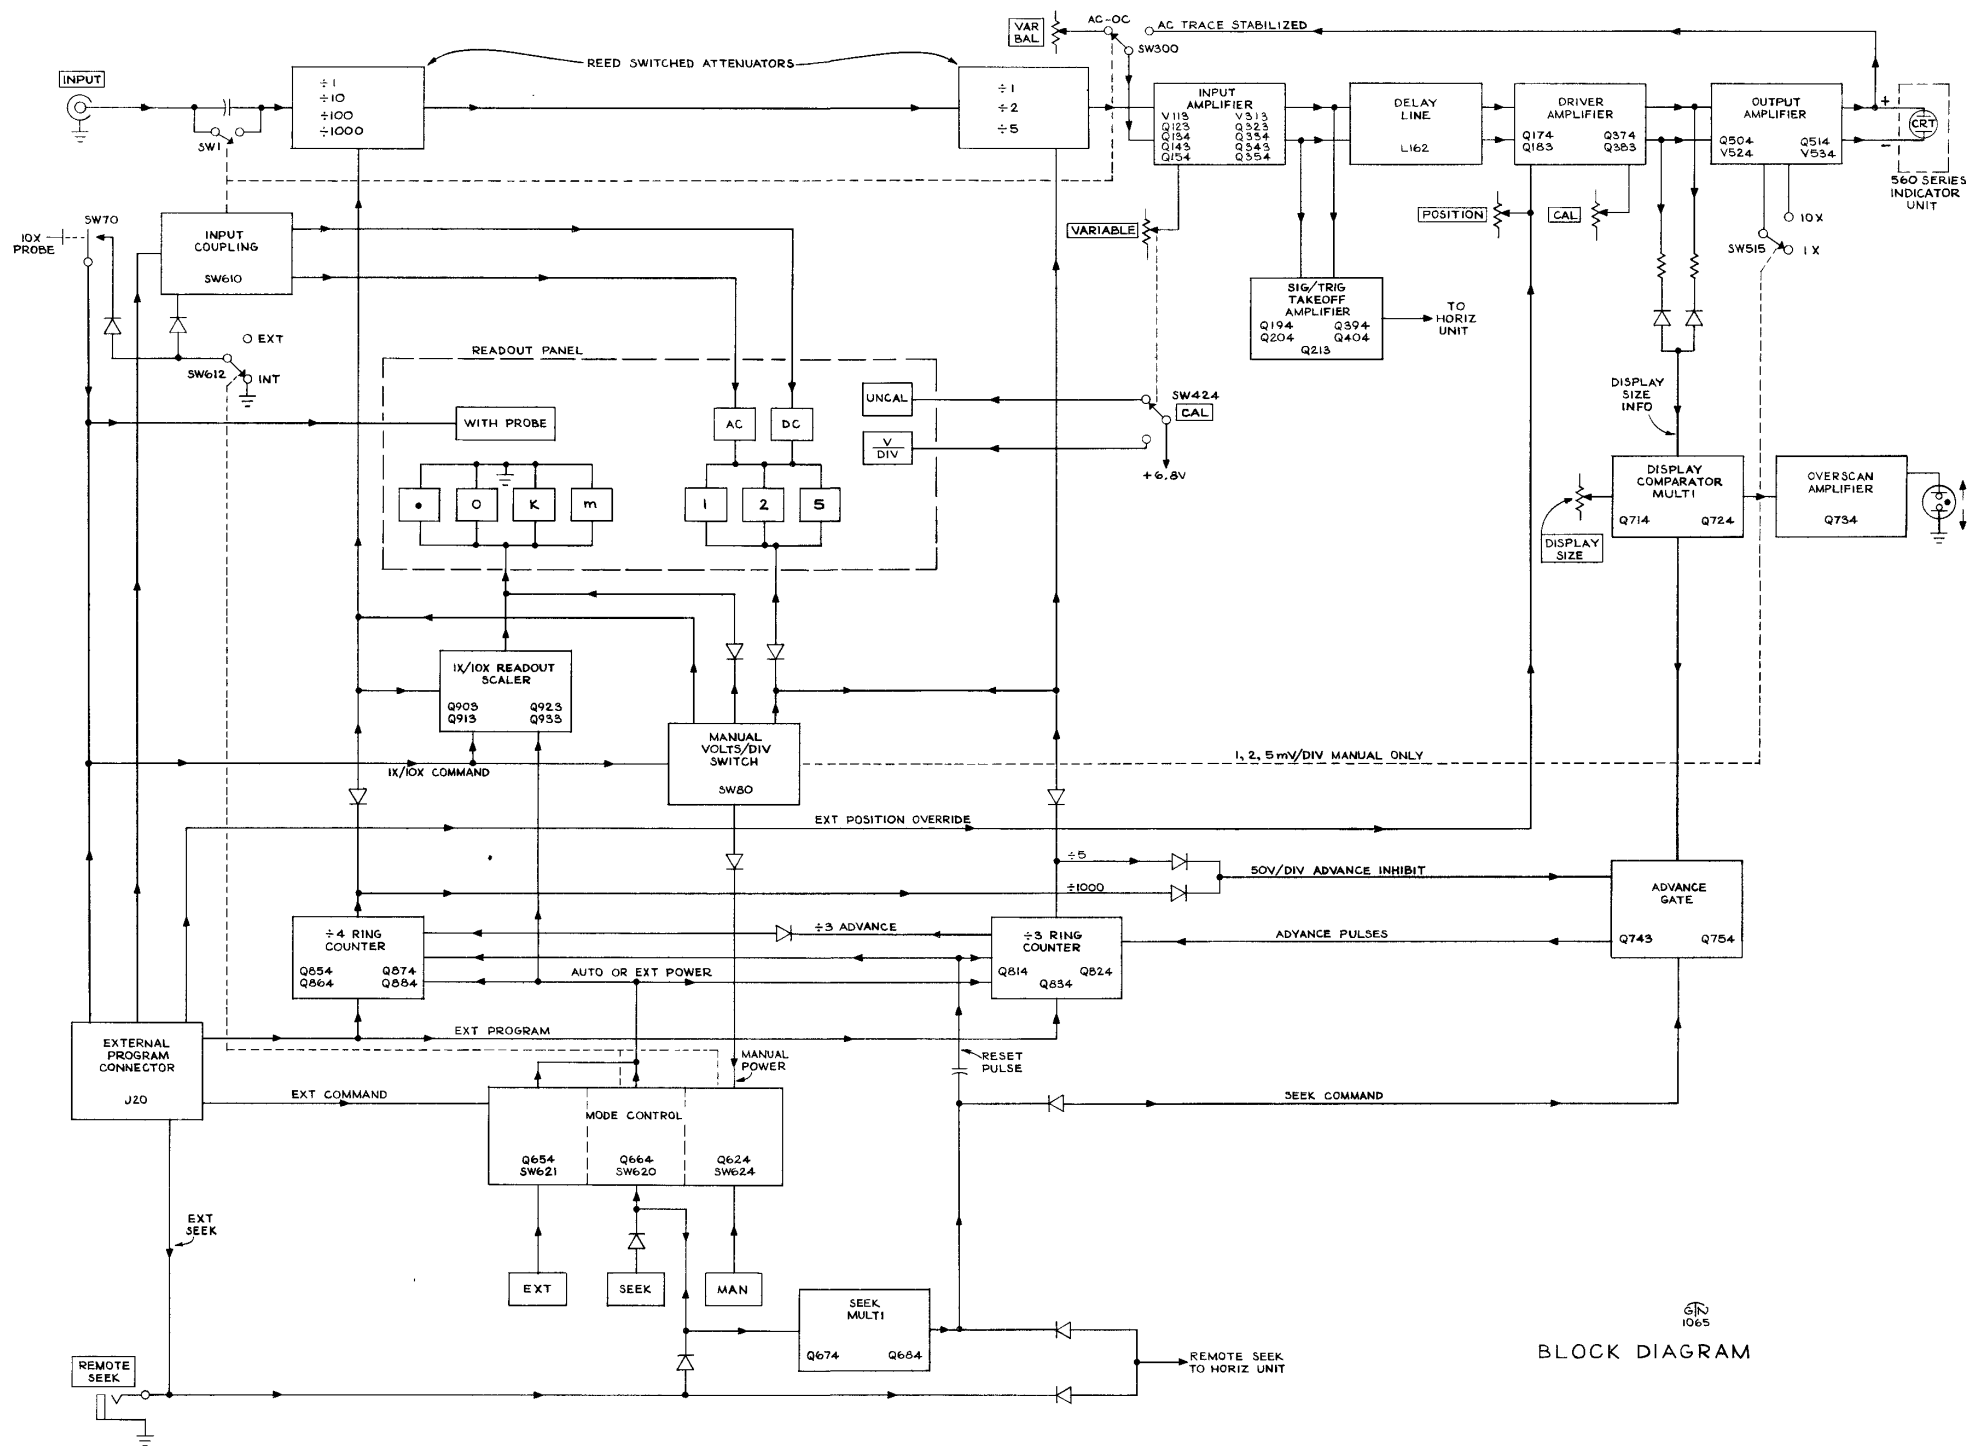 INPUT
SW1
÷1
÷10
÷100
÷1000
REED SWITCHED ATTENUATORS
÷1
÷2
÷5
VAR
BAL
AC-DC
AC TRACE STABILIZED
SW300
INPUT
AMPLIFIER
V113 V313
Q123 Q323
Q134 Q334
Q143 Q343
Q154 Q354
DELAY
LINE
L162
DRIVER
AMPLIFIER
Q174 Q374
Q183 Q383
OUTPUT
AMPLIFIER
Q504 Q514
V524 V534
+
-
CRT
560 SERIES
INDICATOR
UNIT
SW70
10X
PROBE
INPUT
COUPLING
SW610
EXT
SW612
INT
VARIABLE
POSITION
CAL
10X
SW515
1X
SIG/TRIG
TAKEOFF
AMPLIFIER
Q194 Q394
Q204 Q404
Q213
TO
HORIZ
UNIT
READOUT PANEL
WITH PROBE
AC
DC
UNCAL
V
DIV
SW424
CAL
+6.8V
•
0
K
m
1
2
5
DISPLAY
SIZE
INFO
DISPLAY
COMPARATOR
MULTI
Q714 Q724
OVERSCAN
AMPLIFIER
Q734
DISPLAY
SIZE
1X/10X READOUT
SCALER
Q903 Q923
Q913 Q933
MANUAL
VOLTS/DIV
SWITCH
SW80
1X/10X COMMAND
1, 2, 5 mV/DIV MANUAL ONLY
EXT POSITION OVERRIDE
÷5
÷1000
50V/DIV ADVANCE INHIBIT
ADVANCE
GATE
Q743 Q754
÷4 RING
COUNTER
Q854 Q874
Q864 Q884
÷3 ADVANCE
÷3 RING
COUNTER
Q814 Q824
Q834
ADVANCE PULSES
AUTO OR EXT POWER
EXT PROGRAM
EXTERNAL
PROGRAM
CONNECTOR
J20
MANUAL
POWER
RESET
PULSE
EXT COMMAND
MODE CONTROL
Q654 Q664 Q624
SW621 SW620 SW624
SEEK COMMAND
EXT
SEEK
EXT
SEEK
MAN
SEEK
MULTI
Q674 Q684
REMOTE
SEEK
REMOTE SEEK
TO HORIZ UNIT
GTN
1065
BLOCK DIAGRAM